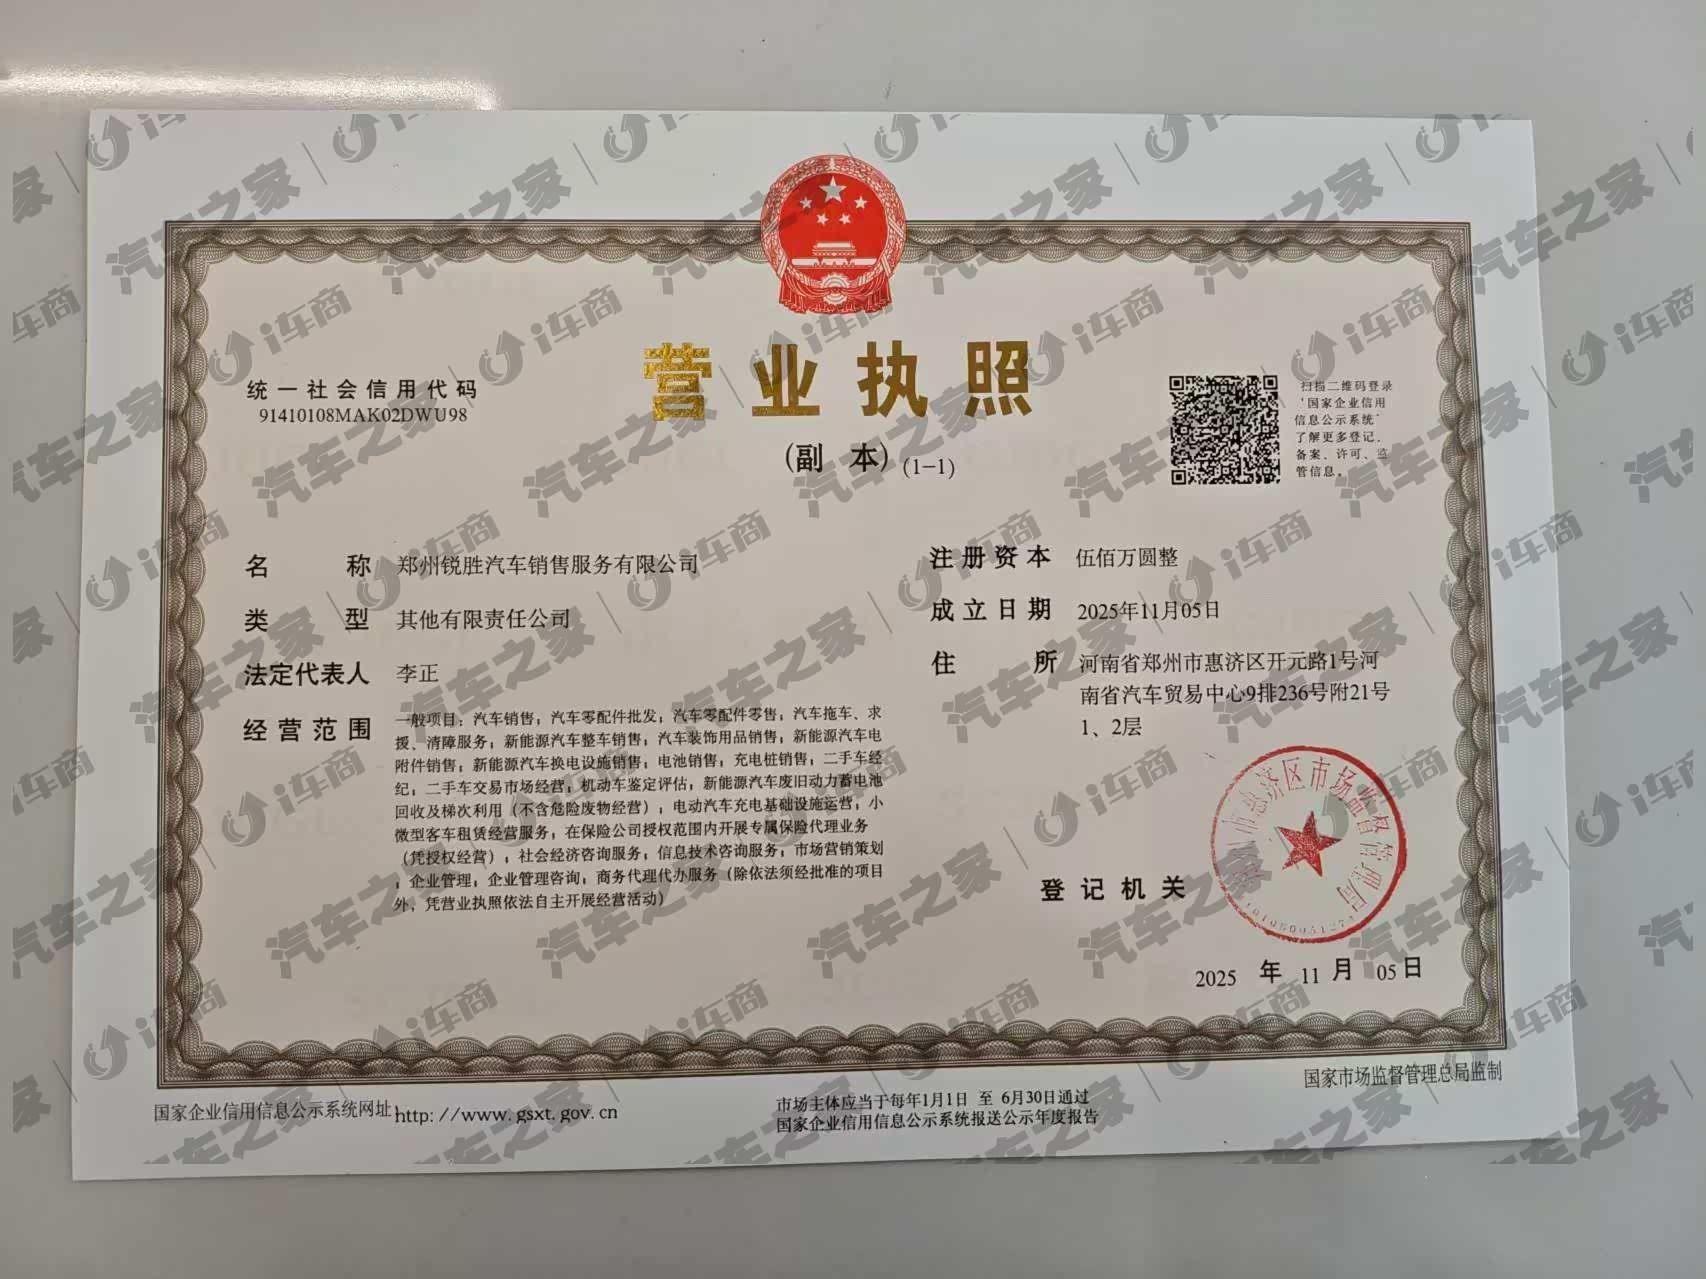 营业执照
(副 本) (1-1)
统一社会信用代码
91410108MAK02DWU98
扫描二维码登录
'国家企业信用
信息公示系统'
了解更多登记、
备案、许可、监
管信息。
名 称 郑州锐胜汽车销售服务有限公司
类 型 其他有限责任公司
法定代表人 李正
经营范围 一般项目：汽车销售；汽车零配件批发；汽车零配件零售；汽车拖车、求
援、清障服务；新能源汽车整车销售；汽车装饰用品销售；新能源汽车电
附件销售；新能源汽车换电设施销售；电池销售；充电桩销售；二手车经
纪；二手车交易市场经营；机动车鉴定评估；新能源汽车废旧动力蓄电池
回收及梯次利用（不含危险废物经营）；电动汽车充电基础设施运营；小
微型客车租赁经营服务；在保险公司授权范围内开展专属保险代理业务
（凭授权经营）；社会经济咨询服务；信息技术咨询服务；市场营销策划
；企业管理；企业管理咨询；商务代理代办服务（除依法须经批准的项目
外，凭营业执照依法自主开展经营活动）
注册资本 伍佰万圆整
成立日期 2025年11月05日
住 所 河南省郑州市惠济区开元路1号河
南省汽车贸易中心9排236号附21号
1、2层
登记机关
州市惠济区市场监督管理局
2025 年 11 月 05 日
国家企业信用信息公示系统网址：http://www.gsxt.gov.cn
市场主体应当于每年1月1日 至 6月30日通过
国家企业信用信息公示系统报送公示年度报告
国家市场监督管理总局监制
汽车之家 | i车商